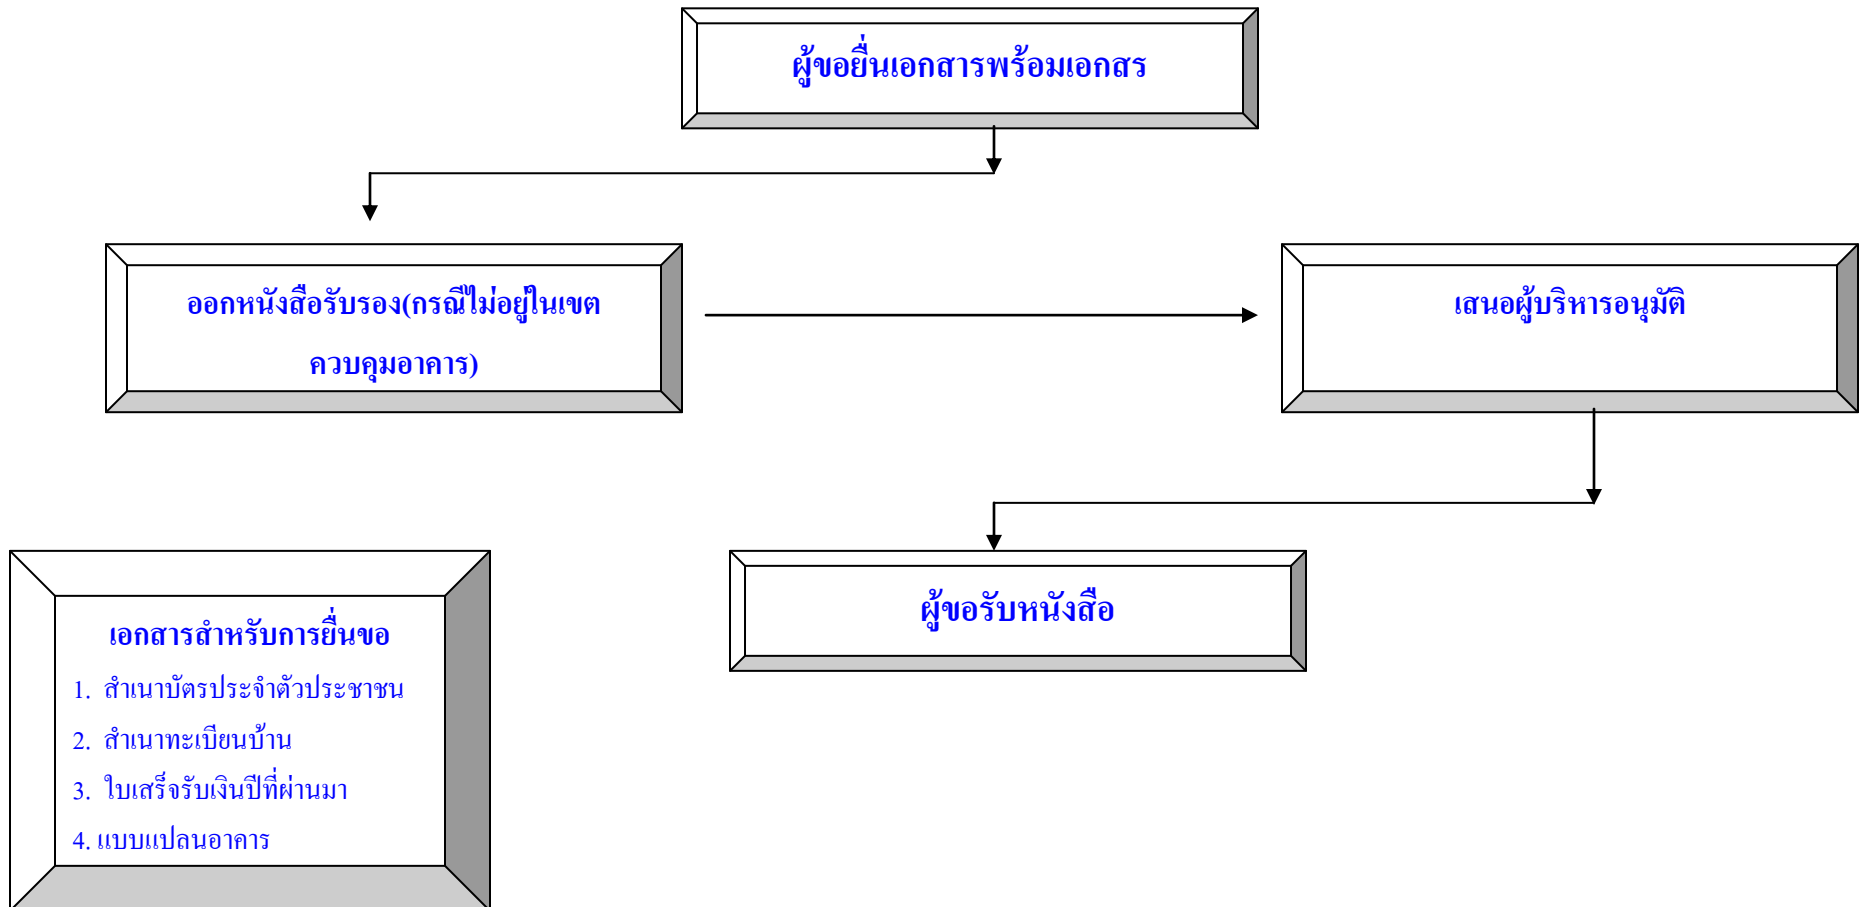 ผู้ขอยื่นเอกสารพร้อมเอกสร
ออกหนังสือรับรอง(กรณีไม่อยู่ในเขต
ควบคุมอาคาร)
เสนอผู้บริหารอนุมัติ
ผู้ขอรับหนังสือ
เอกสารสำหรับการยื่นขอ
1. สำเนาบัตรประจำตัวประชาชน
2. สำเนาทะเบียนบ้าน
3. ใบเสร็จรับเงินปีที่ผ่านมา
4. แบบแปลนอาคาร